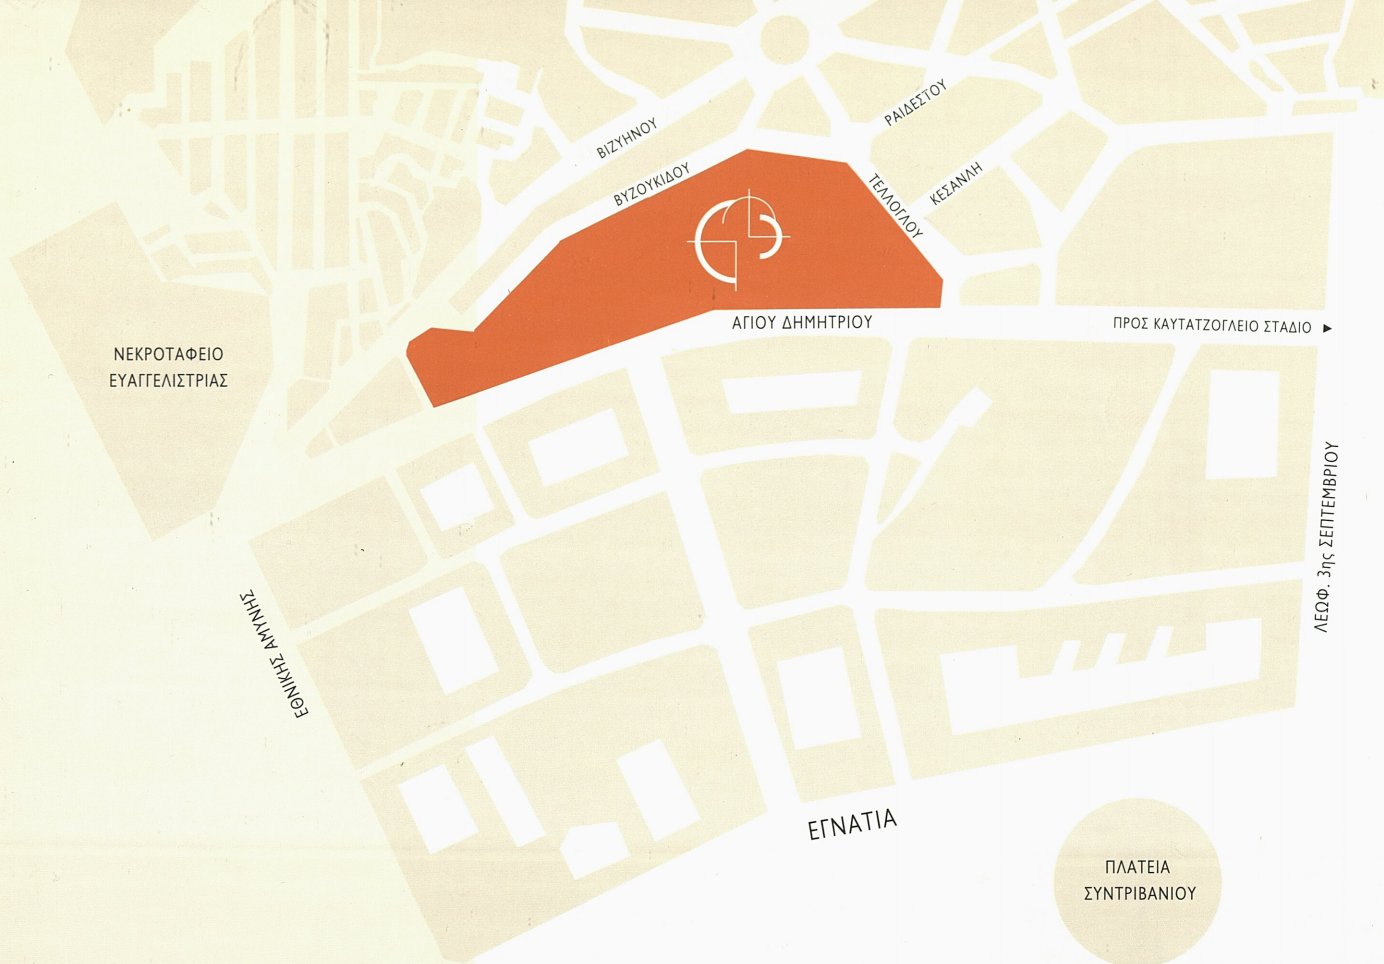 ΡΑΙΔΕΣΤΟΥ
ΒΙΖΥΗΝΟΥ
ΒΥΖΟΥΚΙΔΟΥ
ΤΕΛΛΟΓΛΟΥ
ΚΕΣΑΝΛΗ
ΑΓΙΟΥ ΔΗΜΗΤΡΙΟΥ
ΠΡΟΣ ΚΑΥΤΑΤΖΟΓΛΕΙΟ ΣΤΑΔΙΟ ►
ΝΕΚΡΟΤΑΦΕΙΟ
ΕΥΑΓΓΕΛΙΣΤΡΙΑΣ
ΛΕΩΦ. 3ης ΣΕΠΤΕΜΒΡΙΟΥ
ΕΘΝΙΚΗΣ ΑΜΥΝΗΣ
ΕΓΝΑΤΙΑ
ΠΛΑΤΕΙΑ
ΣΥΝΤΡΙΒΑΝΙΟΥ